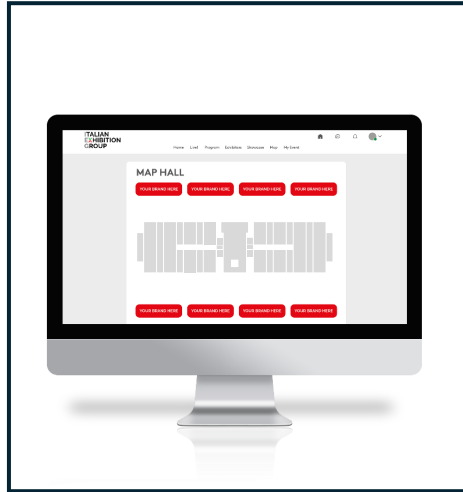 ITALIAN
EXHIBITION
GROUP
Home Live! Program Exhibitors Showcase Map My Event
MAP HALL
YOUR BRAND HERE YOUR BRAND HERE YOUR BRAND HERE YOUR BRAND HERE
YOUR BRAND HERE YOUR BRAND HERE YOUR BRAND HERE YOUR BRAND HERE